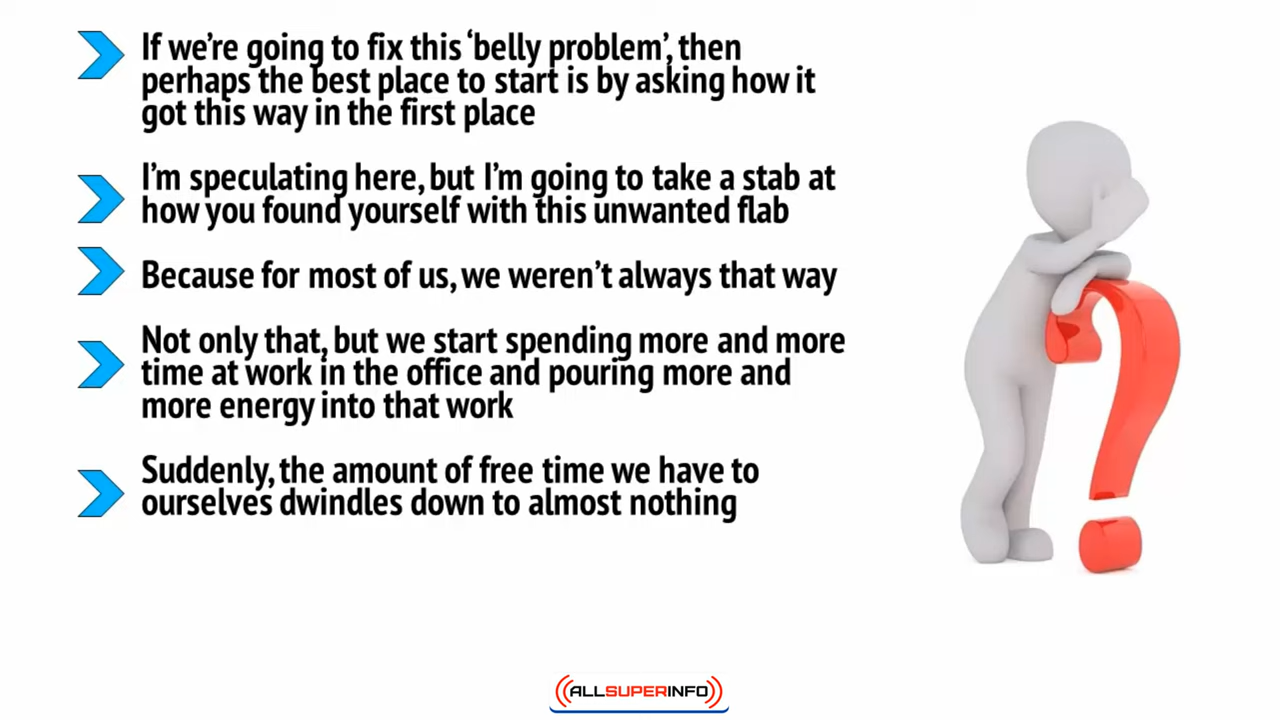 If we're going to fix this ‘belly problem’, then
perhaps the best place to start is by asking how it
got this way in the first place
I'm speculating here, but I'm going to take a stab at
how you found yourself with this unwanted flab
Because for most of us, we weren't always that way
Not only that, but we start spending more and more
time at work in the office and pouring more and
more energy into that work
Suddenly, the amount of free time we have to
ourselves dwindles down to almost nothing
ALLSUPERINFO